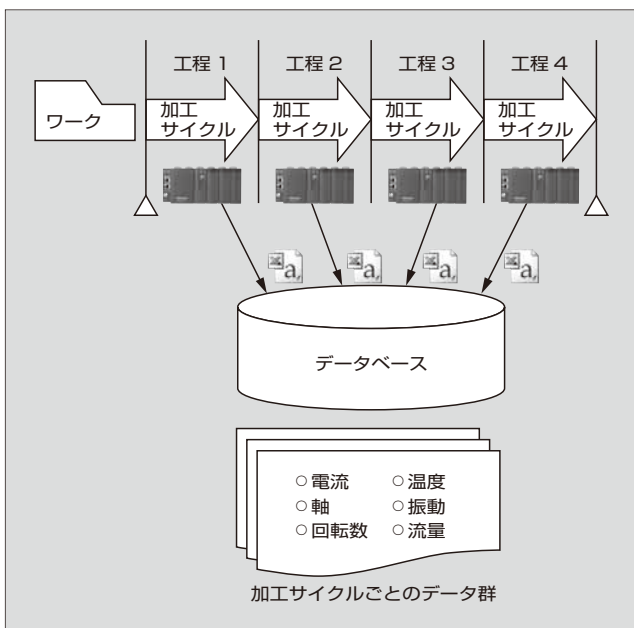 工程 1
工程 2
工程 3
工程 4
ワーク
加工
サイクル
加工
サイクル
加工
サイクル
加工
サイクル
a,
a,
a,
a,
データベース
○電流 ○温度
○軸 ○振動
○回転数 ○流量
加工サイクルごとのデータ群